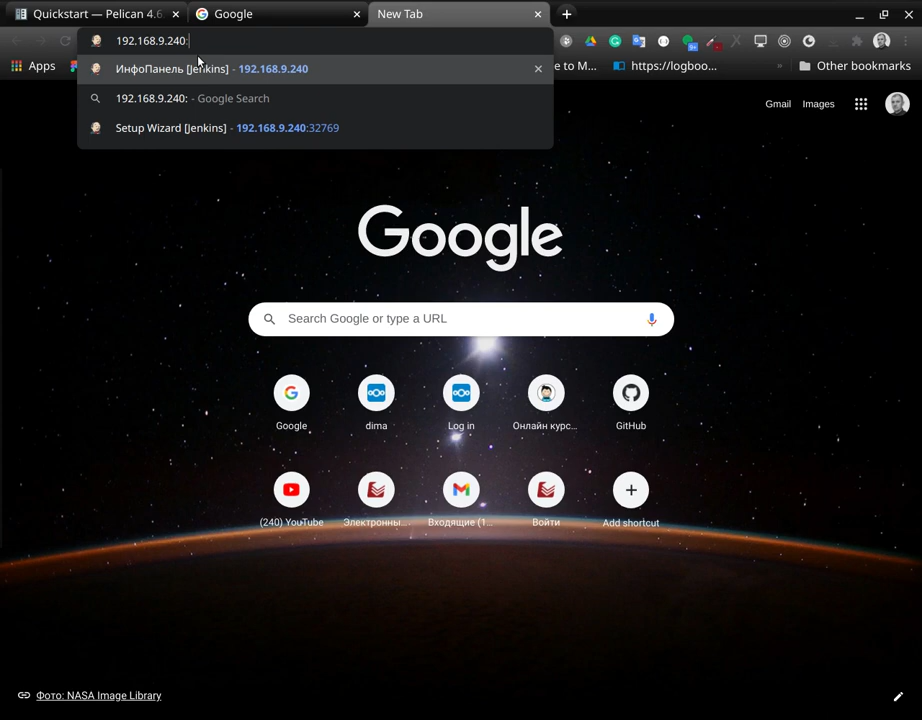 Quickstart — Pelican 4.6.
Google
New Tab
192.168.9.240:
Apps
ИнфоПанель [Jenkins] - 192.168.9.240
e to M...
https://logboo...
»
Other bookmarks
192.168.9.240: - Google Search
Setup Wizard [Jenkins] - 192.168.9.240:32769
Gmail
Images
Google
Search Google or type a URL
Google
dima
Log in
Онлайн курс...
GitHub
(240) YouTube
Электронны...
Входящие (1...
Войти
Add shortcut
Фото: NASA Image Library